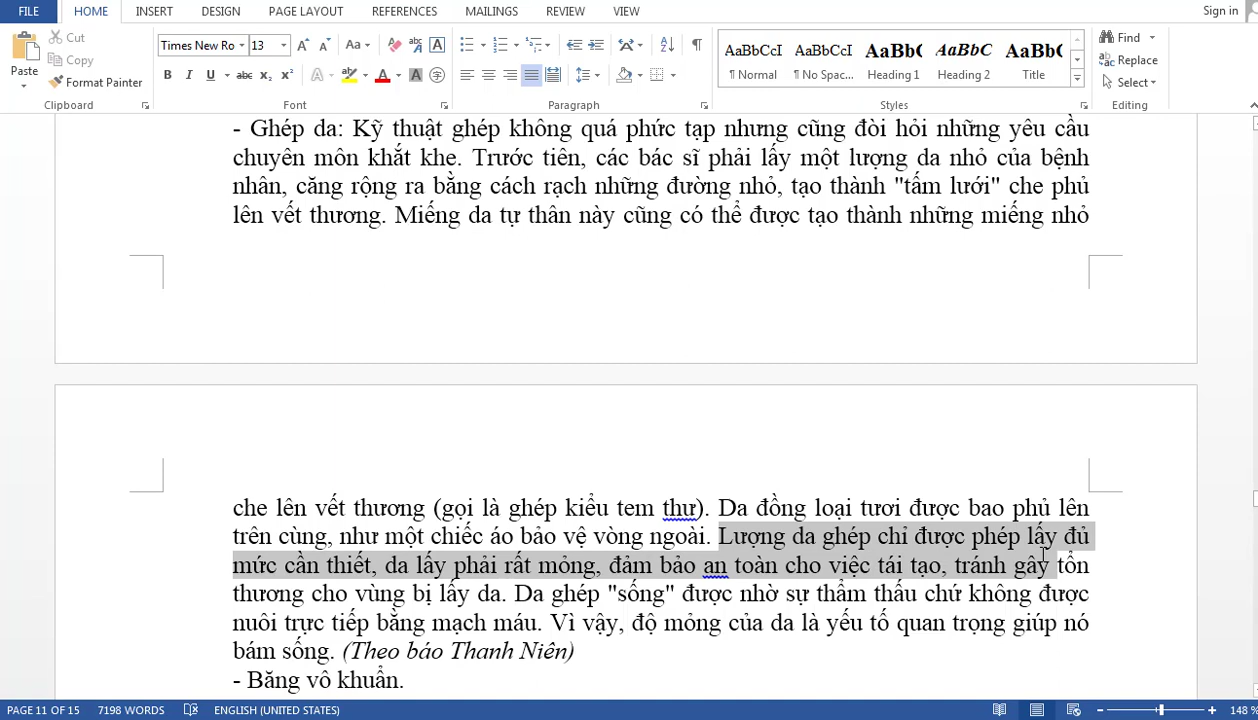 FILE HOME INSERT DESIGN PAGE LAYOUT REFERENCES MAILINGS REVIEW VIEW Sign in
Cut
Copy
Paste
Format Painter
Clipboard
Times New Ro 13
Aa
abc
A
B I U abc x₂ x² A A A
Font
Paragraph
AaBbCcI AaBbCcI AaBbC AaBbC AaBbC
¶ Normal ¶ No Spac... Heading 1 Heading 2 Title
Styles
Find
Replace
Select
Editing
- Ghép da: Kỹ thuật ghép không quá phức tạp nhưng cũng đòi hỏi những yêu cầu
chuyên môn khắt khe. Trước tiên, các bác sĩ phải lấy một lượng da nhỏ của bệnh
nhân, căng rộng ra bằng cách rạch những đường nhỏ, tạo thành "tấm lưới" che phủ
lên vết thương. Miếng da tự thân này cũng có thể được tạo thành những miếng nhỏ
che lên vết thương (gọi là ghép kiểu tem thư). Da đồng loại tươi được bao phủ lên
trên cùng, như một chiếc áo bảo vệ vòng ngoài. Lượng da ghép chỉ được phép lấy đủ
mức cần thiết, da lấy phải rất mỏng, đảm bảo an toàn cho việc tái tạo, tránh gây tổn
thương cho vùng bị lấy da. Da ghép "sống" được nhờ sự thẩm thấu chứ không được
nuôi trực tiếp bằng mạch máu. Vì vậy, độ mỏng của da là yếu tố quan trọng giúp nó
bám sống. (Theo báo Thanh Niên)
- Băng vô khuẩn.
PAGE 11 OF 15 7198 WORDS ENGLISH (UNITED STATES) 148 %